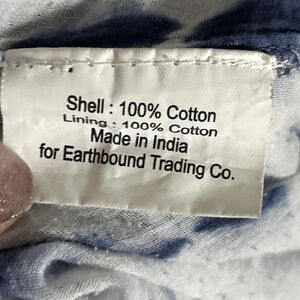 Shell : 100% Cotton
Lining : 100% Cotton
Made in India
for Earthbound Trading Co.